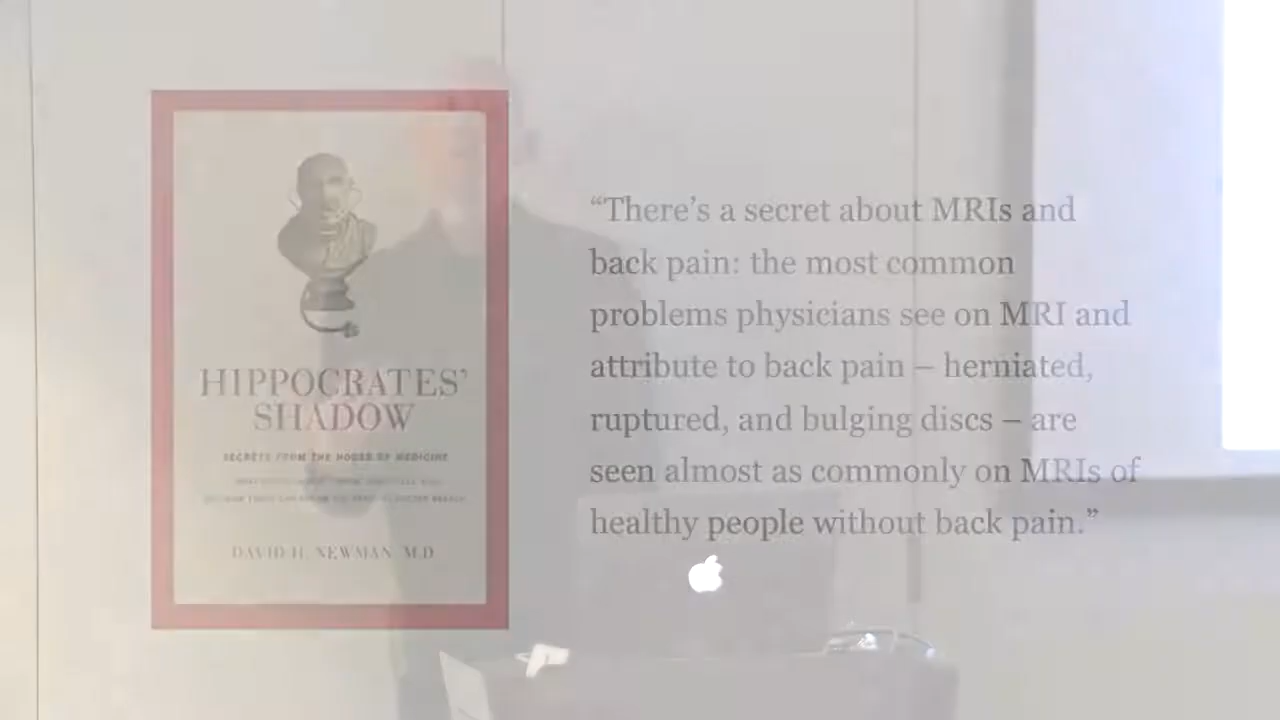 HIPPOCRATES'
SHADOW
SECRETS FROM THE HOUSE OF MEDICINE
DAVID H. NEWMAN, M.D.
“There’s a secret about MRIs and
back pain: the most common
problems physicians see on MRI and
attribute to back pain – herniated,
ruptured, and bulging discs – are
seen almost as commonly on MRIs of
healthy people without back pain.”